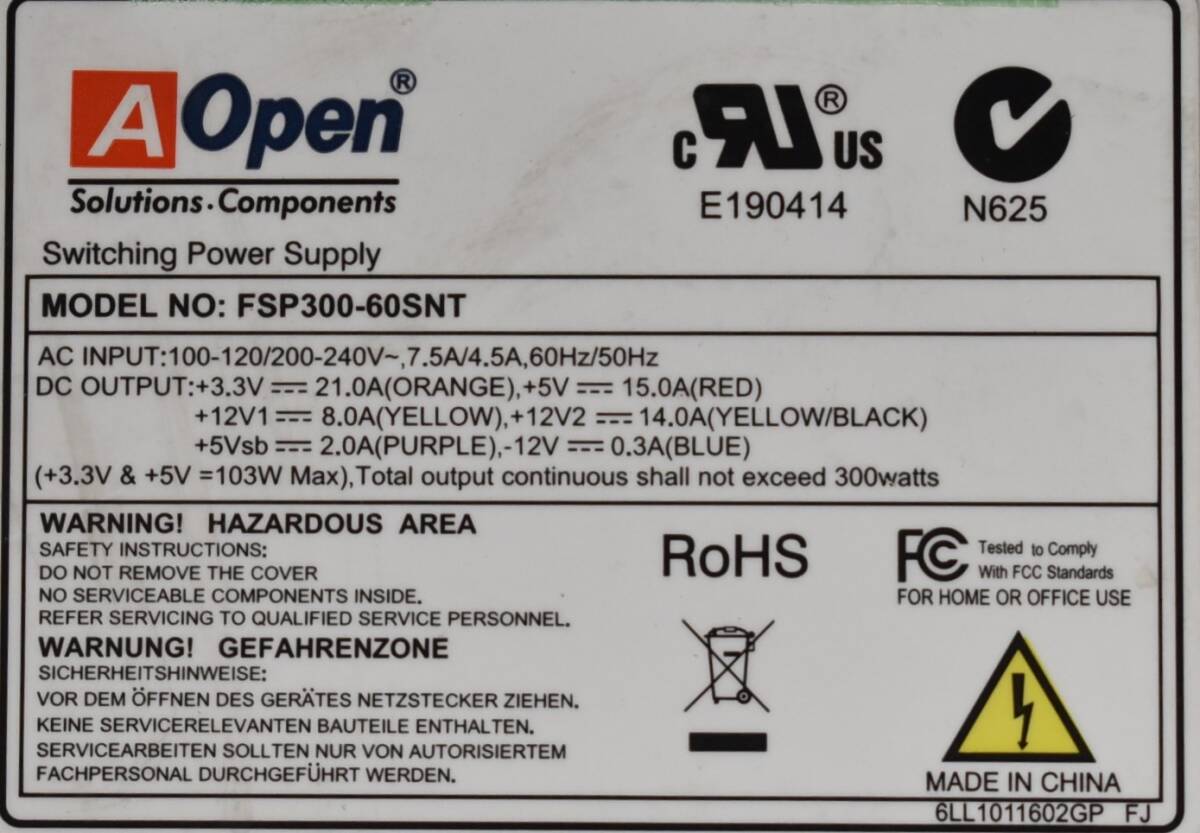 AOpen®
Solutions·Components
Switching Power Supply
c RU ® US
E190414
N625
MODEL NO: FSP300-60SNT
AC INPUT:100-120/200-240V~,7.5A/4.5A,60Hz/50Hz
DC OUTPUT:+3.3V ⎓ 21.0A(ORANGE),+5V ⎓ 15.0A(RED)
+12V1 ⎓ 8.0A(YELLOW),+12V2 ⎓ 14.0A(YELLOW/BLACK)
+5Vsb ⎓ 2.0A(PURPLE),-12V ⎓ 0.3A(BLUE)
(+3.3V & +5V =103W Max),Total output continuous shall not exceed 300watts
WARNING! HAZARDOUS AREA
SAFETY INSTRUCTIONS:
DO NOT REMOVE THE COVER
NO SERVICEABLE COMPONENTS INSIDE.
REFER SERVICING TO QUALIFIED SERVICE PERSONNEL.
WARNUNG! GEFAHRENZONE
SICHERHEITSHINWEISE:
VOR DEM ÖFFNEN DES GERÄTES NETZSTECKER ZIEHEN.
KEINE SERVICERELEVANTEN BAUTEILE ENTHALTEN.
SERVICEARBEITEN SOLLTEN NUR VON AUTORISIERTEM
FACHPERSONAL DURCHGEFÜHRT WERDEN.
RoHS
FC Tested to Comply
With FCC Standards
FOR HOME OR OFFICE USE
MADE IN CHINA
6LL1011602GP FJ